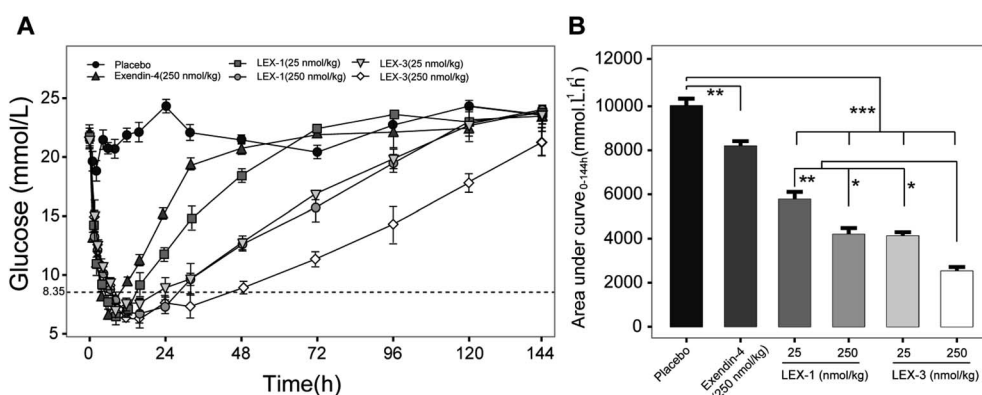 A
Placebo
Exendin-4(250 nmol/kg)
LEX-1(25 nmol/kg)
LEX-1(250 nmol/kg)
LEX-3(25 nmol/kg)
LEX-3(250 nmol/kg)
Glucose (mmol/L)
25
20
15
10
8.35
5
0 24 48 72 96 120 144
Time(h)
B
Area under curve0-144h(mmol.L1.h1)
12000
10000
8000
6000
4000
2000
0
**
***
** * *
Placebo
Exendin-4
(250 nmol/kg)
25 250 25 250
LEX-1 (nmol/kg) LEX-3 (nmol/kg)